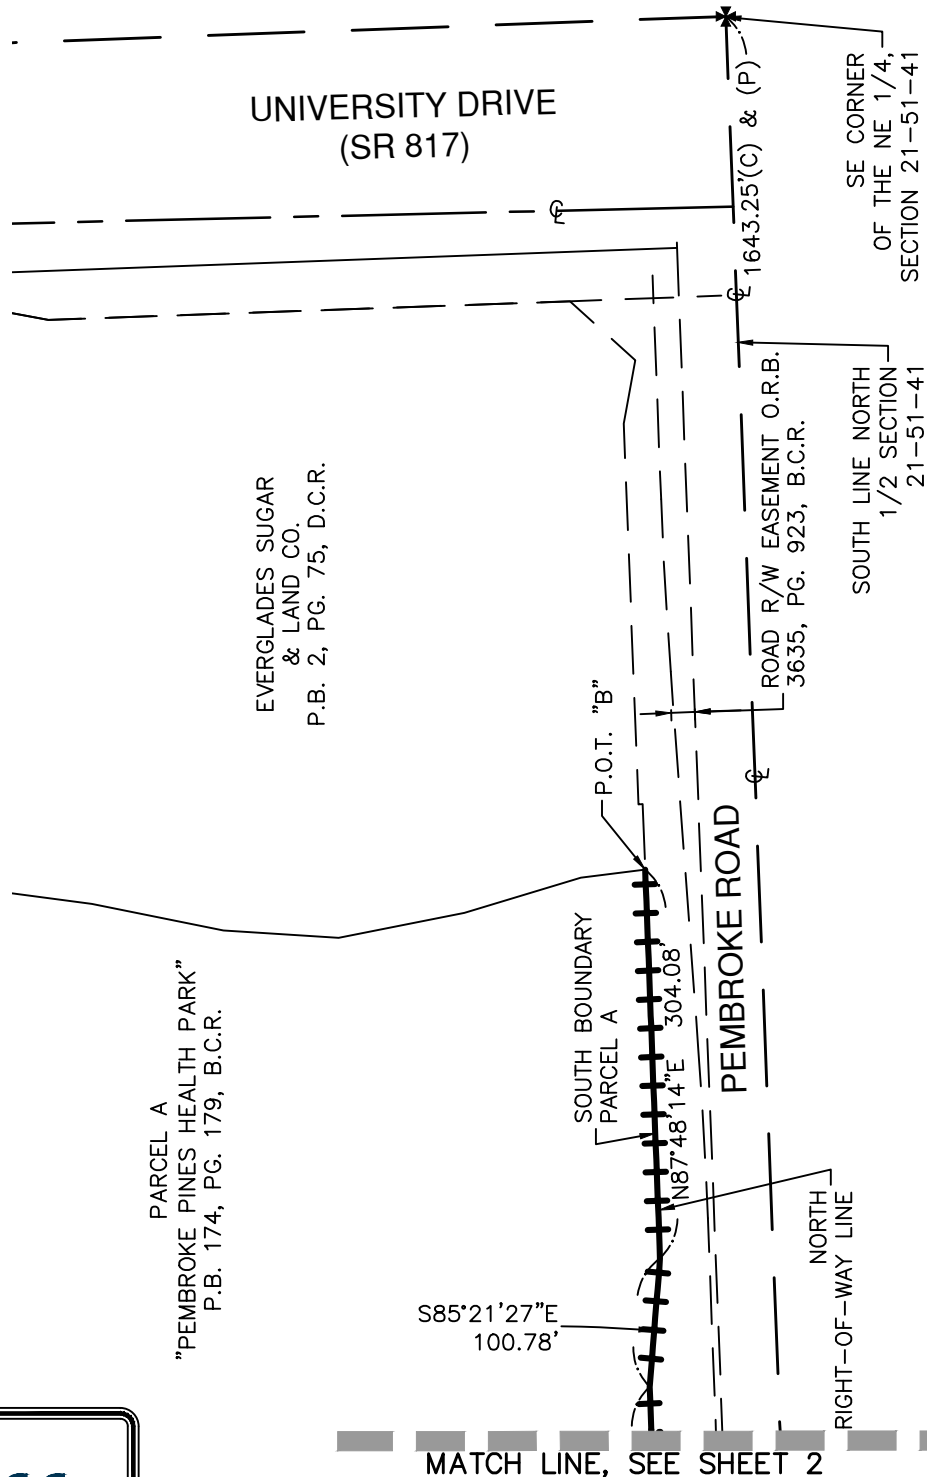 UNIVERSITY DRIVE
(SR 817)
1643.25'(C) & (P)
SE CORNER
OF THE NE 1/4,
SECTION 21-51-41
SOUTH LINE NORTH
1/2 SECTION
21-51-41
ROAD R/W EASEMENT O.R.B.
3635, PG. 923, B.C.R.
EVERGLADES SUGAR
& LAND CO.
P.B. 2, PG. 75, D.C.R.
P.O.T. "B"
PEMBROKE ROAD
SOUTH BOUNDARY
PARCEL A
N87°48'14"E 304.08'
PARCEL A
"PEMBROKE PINES HEALTH PARK"
P.B. 174, PG. 179, B.C.R.
NORTH
RIGHT-OF-WAY LINE
S85°21'27"E
100.78'
MATCH LINE, SEE SHEET 2